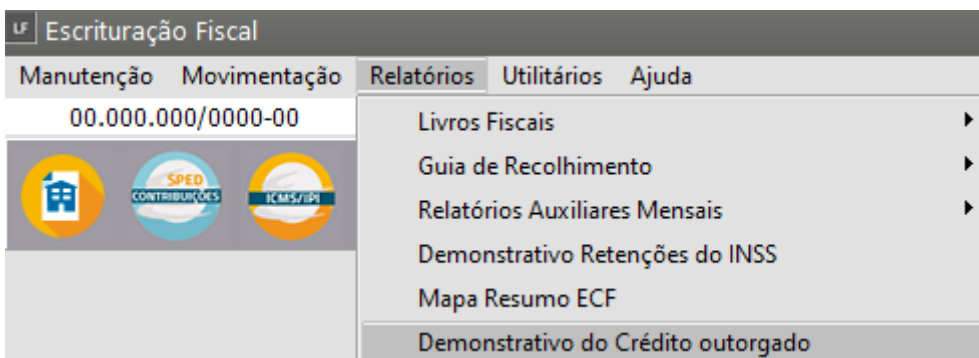 LF Escrituração Fiscal
Manutenção Movimentação Relatórios Utilitários Ajuda
00.000.000/0000-00
Livros Fiscais
Guia de Recolhimento
SPED CONTRIBUIÇÕES
ICMS/IPI
Relatórios Auxiliares Mensais
Demonstrativo Retenções do INSS
Mapa Resumo ECF
Demonstrativo do Crédito outorgado